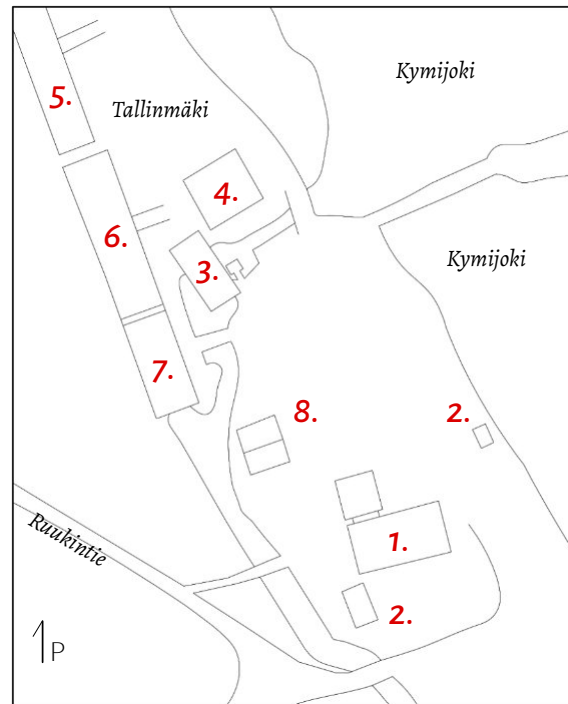 Kymijoki
5.
Tallinmäki
4.
6.
Kymijoki
3.
7.
8.
2.
1.
Ruukintie
2.
P